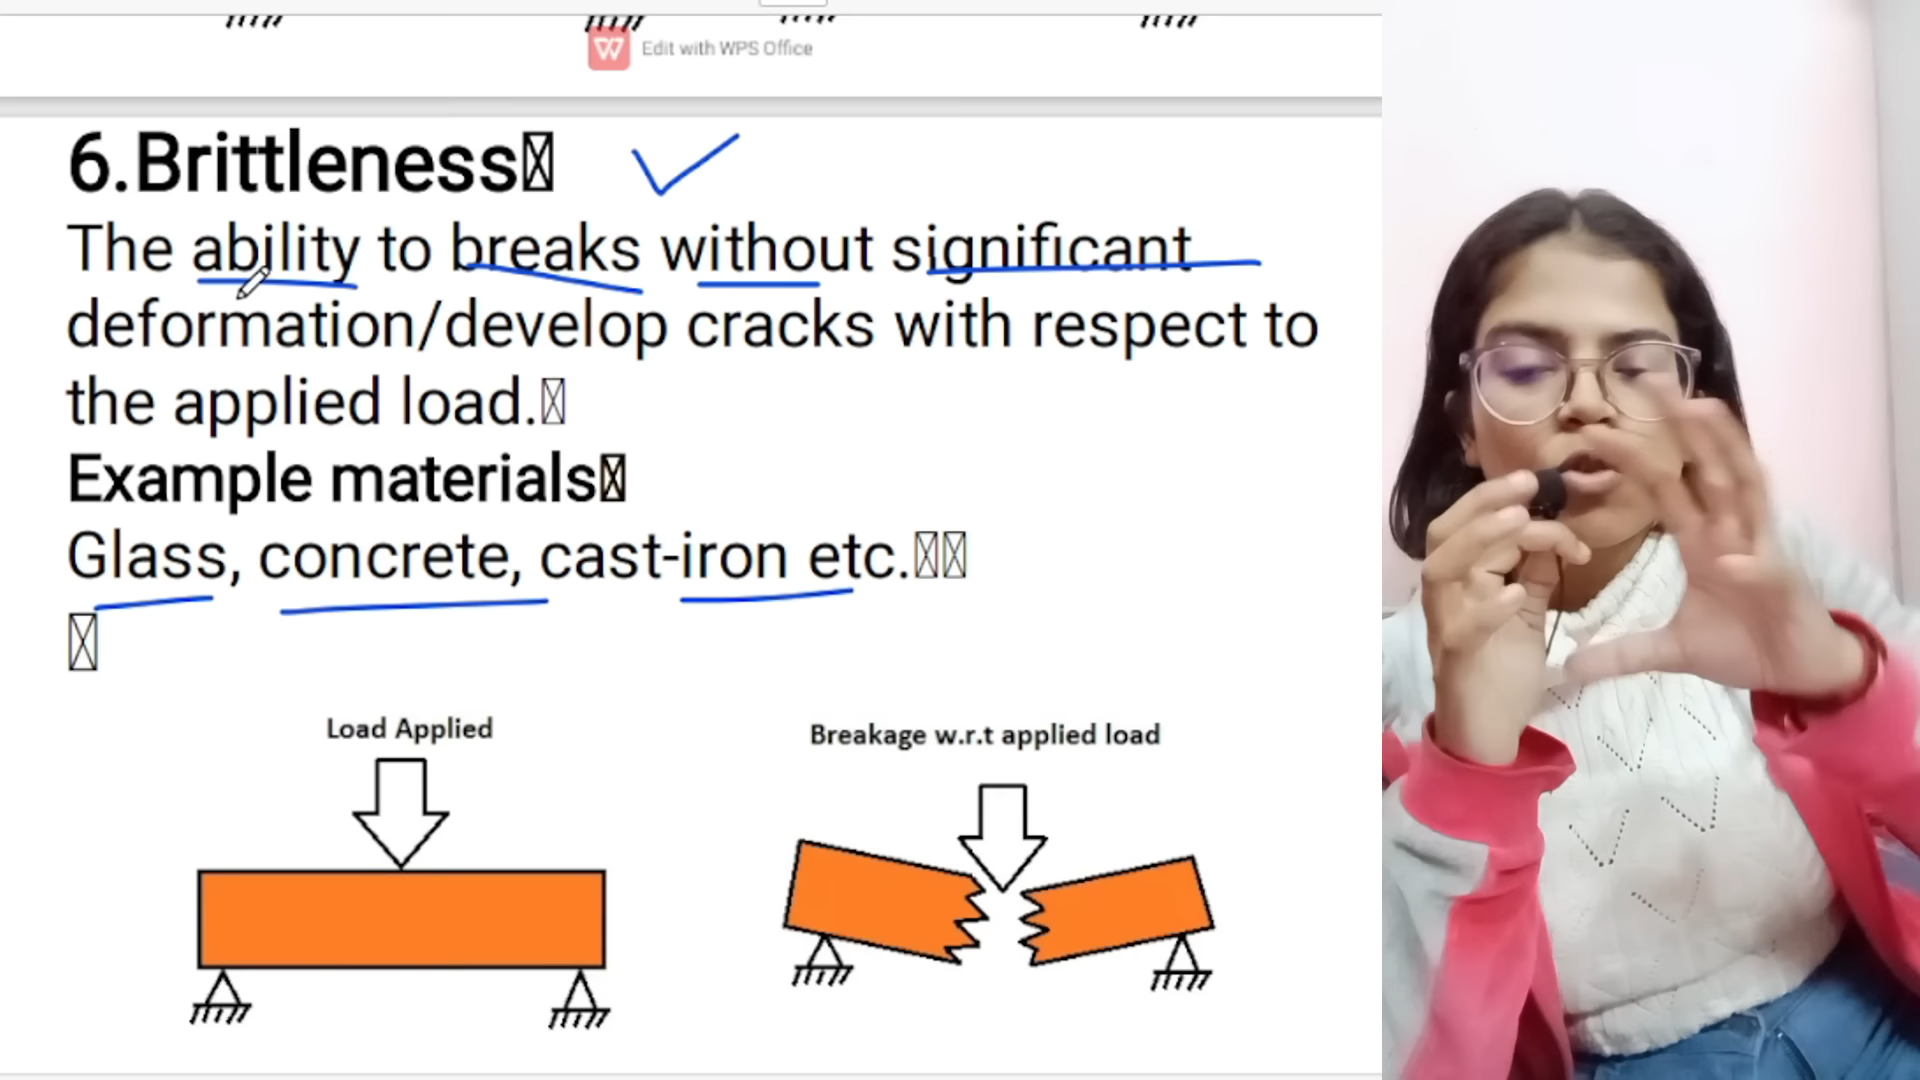 Edit with WPS Office
6.Brittleness
The ability to breaks without significant
deformation/develop cracks with respect to
the applied load.
Example materials
Glass, concrete, cast-iron etc.
Load Applied
Breakage w.r.t applied load